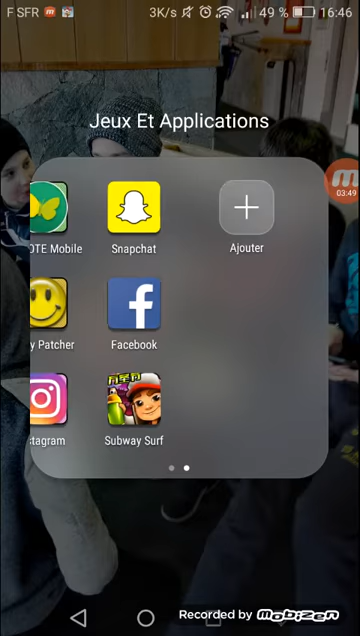 F SFR 3K/s 49 % 16:46
Jeux Et Applications
03:49
OTE Mobile Snapchat Ajouter
y Patcher Facebook
stagram Subway Surf
Recorded by mobizen